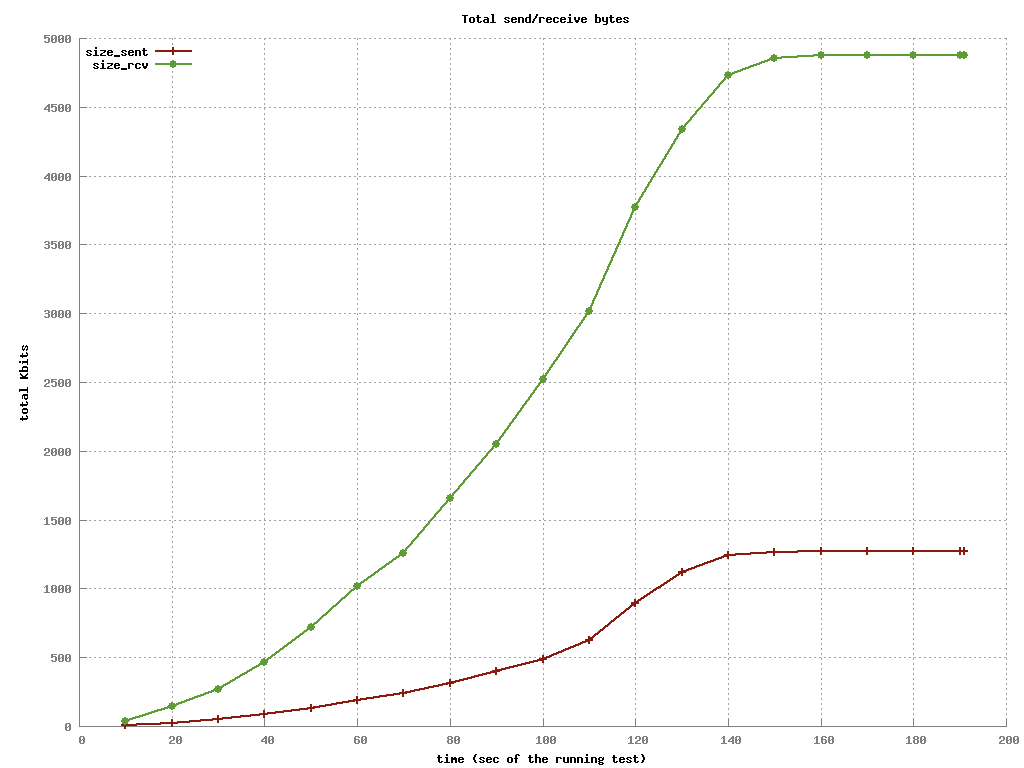 Total send/receive bytes
size_sent
size_rcv
5000
4500
4000
3500
3000
2500
2000
1500
1000
500
0
total Kbits
0 20 40 60 80 100 120 140 160 180 200
time (sec of the running test)